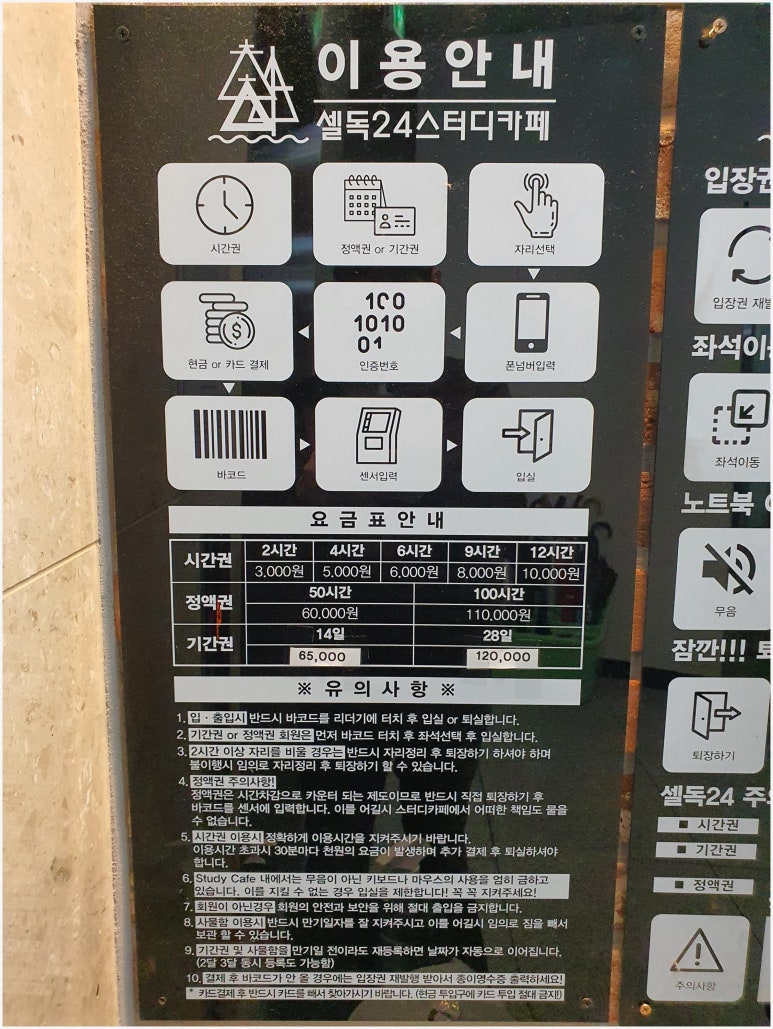 이용안내
셀독24스터디카페
시간권
정액권 or 기간권
자리선택
현금 or 카드 결제
인증번호
폰넘버입력
바코드
센서입력
입실
요금표안내
시간권 2시간 4시간 6시간 9시간 12시간
3,000원 5,000원 6,000원 8,000원 10,000원
정액권 50시간 100시간
60,000원 110,000원
기간권 14일 28일
65,000 120,000
※ 유의사항 ※
1. 입 · 출입시 반드시 바코드를 리더기에 터치 후 입실 or 퇴실합니다.
2. 기간권 or 정액권 회원은 먼저 바코드 터치 후 좌석선택 후 입실합니다.
3. 2시간 이상 자리를 비울 경우는 반드시 자리정리 후 퇴장하기 하셔야 하며
불이행시 임의로 자리정리 후 퇴장하기 할 수 있습니다.
4. 정액권 주의사항!
정액권은 시간차감으로 카운터 되는 제도이므로 반드시 직접 퇴장하기 후
바코드를 센서에 입력합니다. 이를 어길시 스터디카페에서 어떠한 책임도 물을
수 없습니다.
5. 시간권 이용시 정확하게 이용시간을 지켜주시기 바랍니다.
이용시간 초과시 30분마다 천원의 요금이 발생하며 추가 결제 후 퇴실하셔야
합니다.
6. Study Cafe 내에서는 무음이 아닌 키보드나 마우스의 사용을 엄히 금하고
있습니다. 이를 지킬 수 없는 경우 입실을 제한합니다! 꼭 꼭 지켜주세요!
7. 회원이 아닌경우 회원의 안전과 보안을 위해 절대 출입을 금지합니다.
8. 사물함 이용시 반드시 만기일자를 잘 지켜주시고 이를 어길시 임의로 짐을 빼서
보관 할 수 있습니다.
9. 기간권 및 사물함을 만기일 전이라도 재등록하면 날짜가 자동으로 이어집니다.
(2달 3달 동시 등록도 가능함)
10. 결제 후 바코드가 안 올 경우에는 입장권 재발행 받아서 종이영수증 출력하세요!
* 카드결제 후 반드시 카드를 빼서 찾아가시기 바랍니다. (현금 투입구에 카드 투입 절대 금지!)
입장권
입장권 재발
좌석이
좌석이동
노트북
무음
잠깐!!! 퇴
퇴장하기
셀독24 주
■ 시간권
■ 기간권
■ 정액권
주의사항